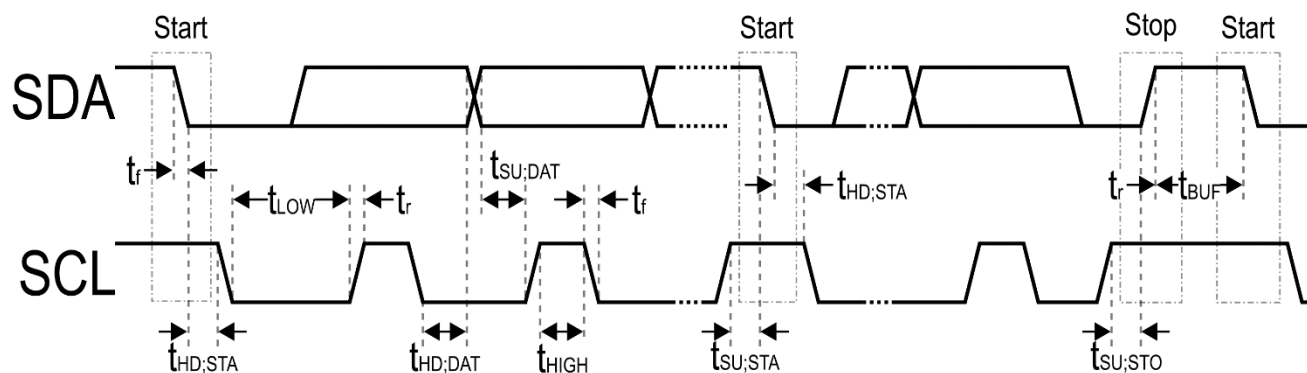 Start Start Stop Start
SDA
tf tSU;DAT tHD;STA tr tBUF
tLOW tr tf
SCL
tHD;STA tHD;DAT tHIGH tSU;STA tSU;STO